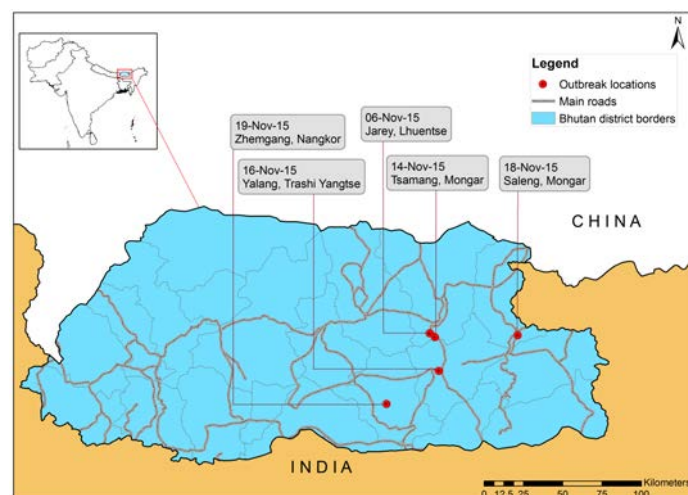 N
Legend
Outbreak locations
Main roads
Bhutan district borders
19-Nov-15
Zhemgang, Nangkor
06-Nov-15
Jarey, Lhuentse
16-Nov-15
Yalang, Trashi Yangtse
14-Nov-15
Tsamang, Mongar
18-Nov-15
Saleng, Mongar
CHINA
INDIA
Kilometers
0 12.5 25 50 75 100